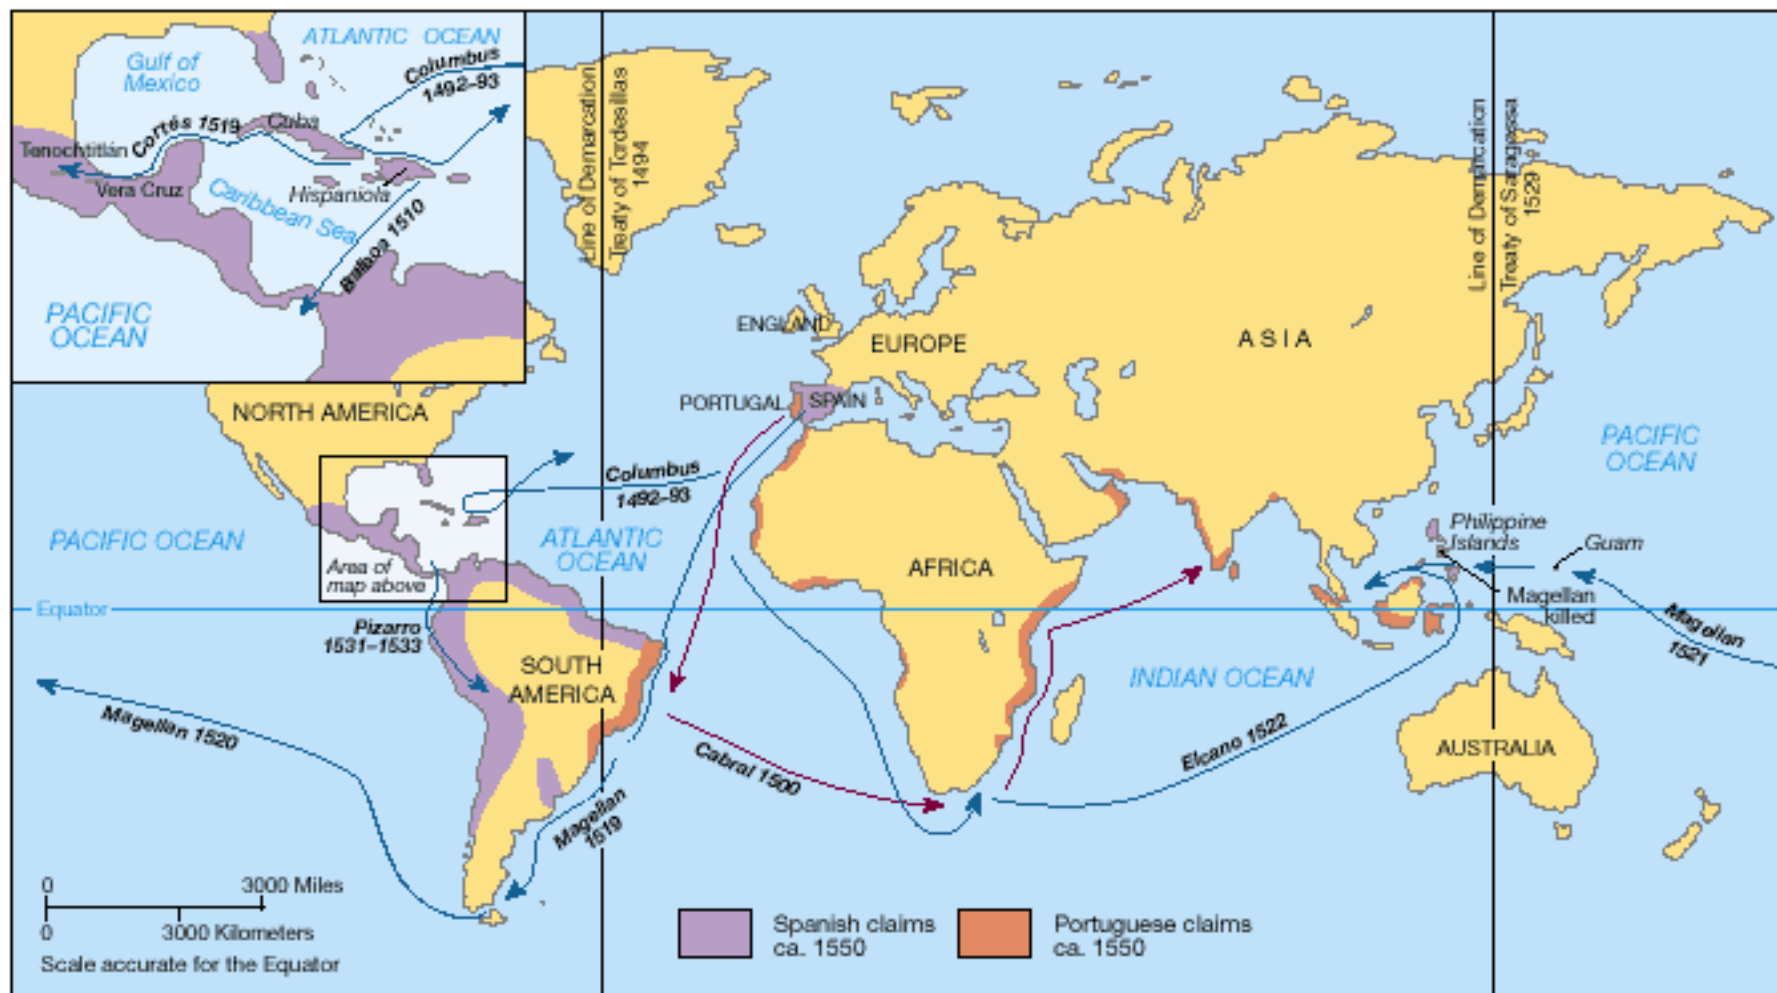 ATLANTIC OCEAN
Gulf of
Mexico
Columbus
1492–93
Cortés 1519
Cuba
Tenochtitlán
Vera Cruz
Hispaniola
Caribbean Sea
Balboa 1510
PACIFIC
OCEAN
Line of Demarcation
Treaty of Tordesillas
1494
Line of Demarcation
Treaty of Saragassa
1529
ENGLAND
EUROPE
ASIA
NORTH AMERICA
PORTUGAL
SPAIN
PACIFIC
OCEAN
Columbus
1492–93
PACIFIC OCEAN
ATLANTIC
OCEAN
Area of
map above
AFRICA
Philippine
Islands
Guam
Magellan
killed
Equator
Pizarro
1531–1533
SOUTH
AMERICA
INDIAN OCEAN
Magellan
1521
Magellan 1520
Cabral 1500
Elcano 1522
AUSTRALIA
Magellan
1519
0 3000 Miles
0 3000 Kilometers
Scale accurate for the Equator
Spanish claims
ca. 1550
Portuguese claims
ca. 1550